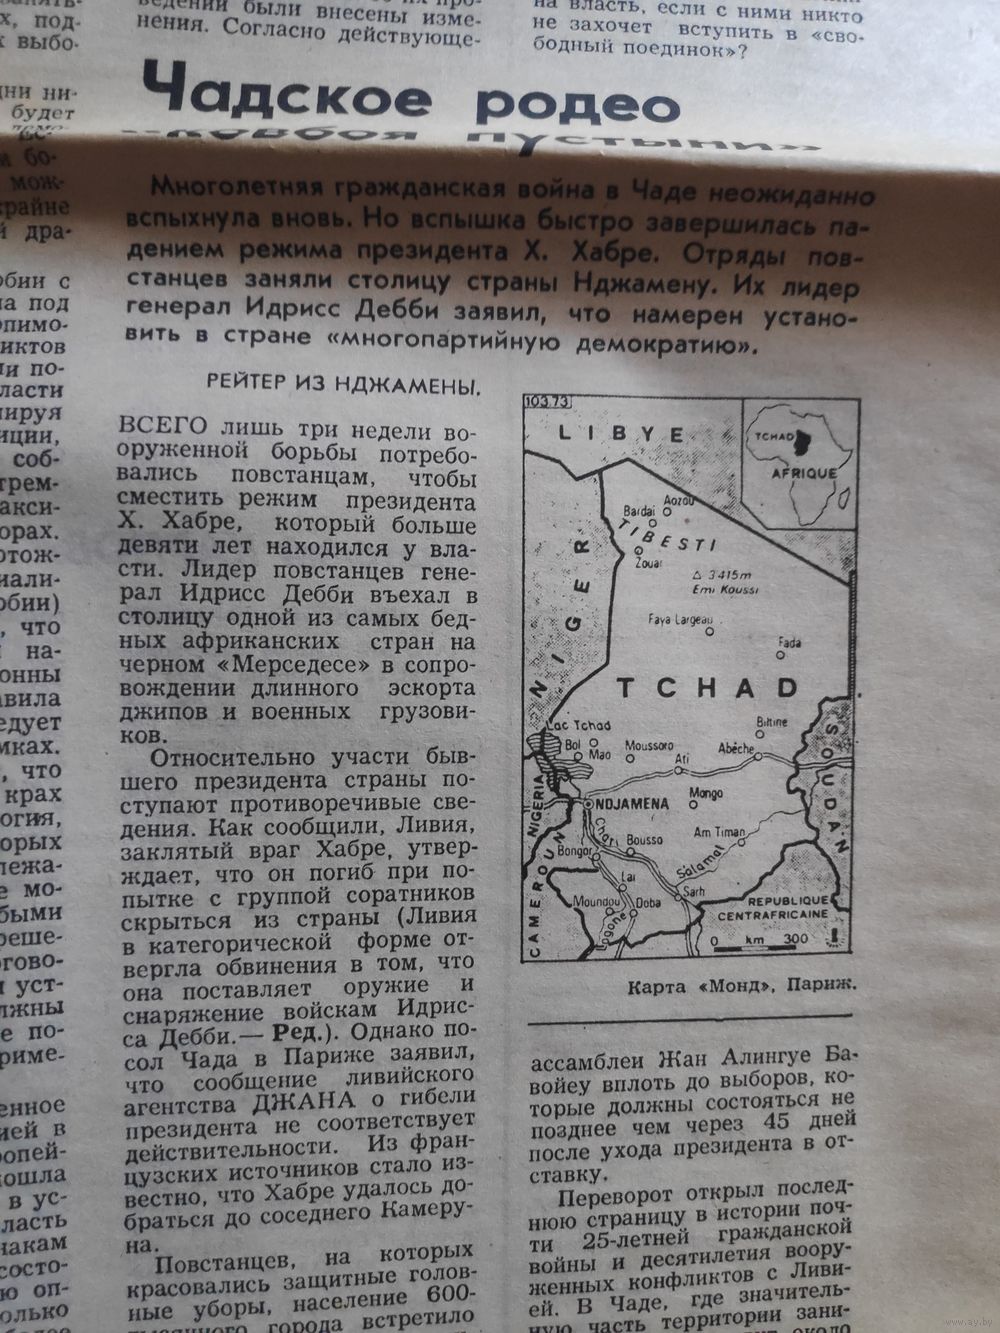 нения. Согласно действующе-
на власть, если с ними никто
не захочет вступить в «сво-
бодный поединок»?
Чадское родео
«ковбоя пустыни»
Многолетняя гражданская война в Чаде неожиданно
вспыхнула вновь. Но вспышка быстро завершилась па-
дением режима президента Х. Хабре. Отряды пов-
станцев заняли столицу страны Нджамену. Их лидер
генерал Идрисс Дебби заявил, что намерен устано-
вить в стране «многопартийную демократию».
РЕЙТЕР ИЗ НДЖАМЕНЫ.
ВСЕГО лишь три недели во-
оруженной борьбы потребо-
вались повстанцам, чтобы
сместить режим президента
Х. Хабре, который больше
девяти лет находился у вла-
сти. Лидер повстанцев гене-
рал Идрисс Дебби въехал в
столицу одной из самых бед-
ных африканских стран на
черном «Мерседесе» в сопро-
вождении длинного эскорта
джипов и военных грузови-
ков.
Относительно участи быв-
шего президента страны по-
ступают противоречивые све-
дения. Как сообщили, Ливия,
заклятый враг Хабре, утвер-
ждает, что он погиб при по-
пытке с группой соратников
скрыться из страны (Ливия
в категорической форме от-
вергла обвинения в том, что
она поставляет оружие и
снаряжение войскам Идрис-
са Дебби.— Ред.). Однако по-
сол Чада в Париже заявил,
что сообщение ливийского
агентства ДЖАНА о гибели
президента не соответствует
действительности. Из фран-
цузских источников стало из-
вестно, что Хабре удалось до-
браться до соседнего Камеру-
на.
Повстанцев, на которых
красовались защитные голов-
ные уборы, население 600-
города встретило
103.73
LIBYE
TCHAD
AFRIQUE
Aozou
Bardai
TIBESTI
Zouar
3415m
Emi Koussi
NIGER
Faya Largeau
Fada
TCHAD
Lac Tchad
Biltine
Bol
Mao
Moussoro
Ati
Abéche
SOUDAN
NIGERIA
NDJAMENA
Mongo
Chari
Bousso
Am Timan
Bongor
Salamat
Lai
Sarh
Moundou
Doba
Logone
CAMEROUN
REPUBLIQUE
CENTRAFRICAINE
0 km 300
Карта «Монд», Париж.
ассамблеи Жан Алингуе Ба-
войеу вплоть до выборов, ко-
торые должны состояться не
позднее чем через 45 дней
после ухода президента в от-
ставку.
Переворот открыл послед-
нюю страницу в истории поч-
ти 25-летней гражданской
войны и десятилетия воору-
женных конфликтов с Ливи-
ей. В Чаде, где значитель-
ную часть территории зани-
www.ay.by